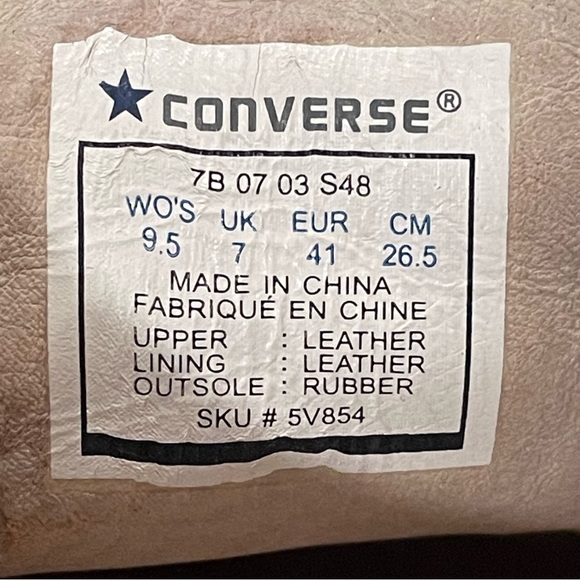 CONVERSE®
7B 07 03 S48
WO'S UK EUR CM
9.5 7 41 26.5
MADE IN CHINA
FABRIQUÉ EN CHINE
UPPER : LEATHER
LINING : LEATHER
OUTSOLE : RUBBER
SKU # 5V854